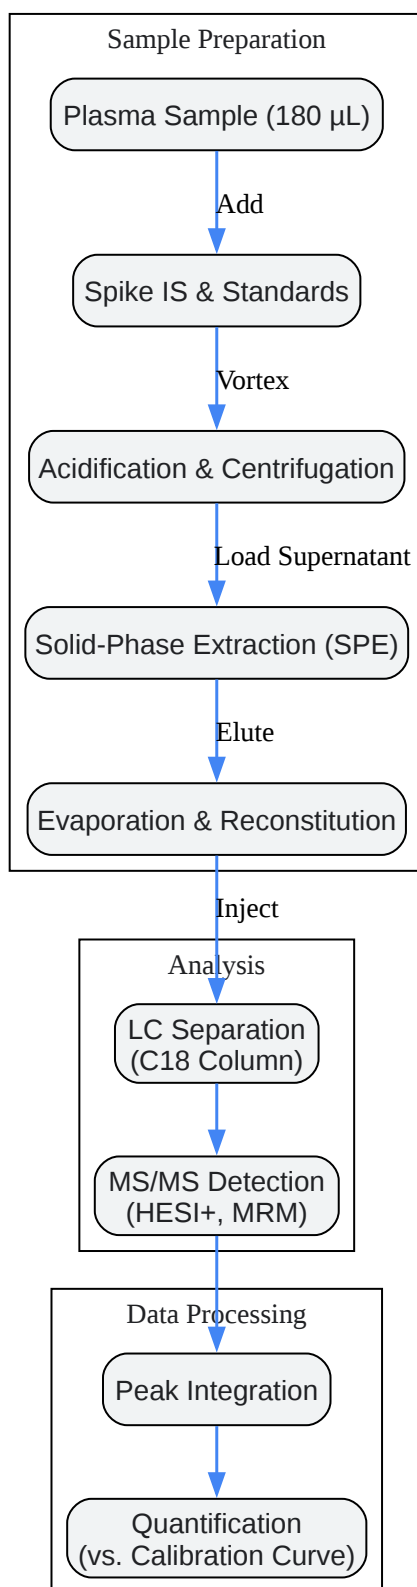 Sample Preparation
Plasma Sample (180 µL)
Add
Spike IS & Standards
Vortex
Acidification & Centrifugation
Load Supernatant
Solid-Phase Extraction (SPE)
Elute
Evaporation & Reconstitution
Inject
Analysis
LC Separation
(C18 Column)
MS/MS Detection
(HESI+, MRM)
Data Processing
Peak Integration
Quantification
(vs. Calibration Curve)